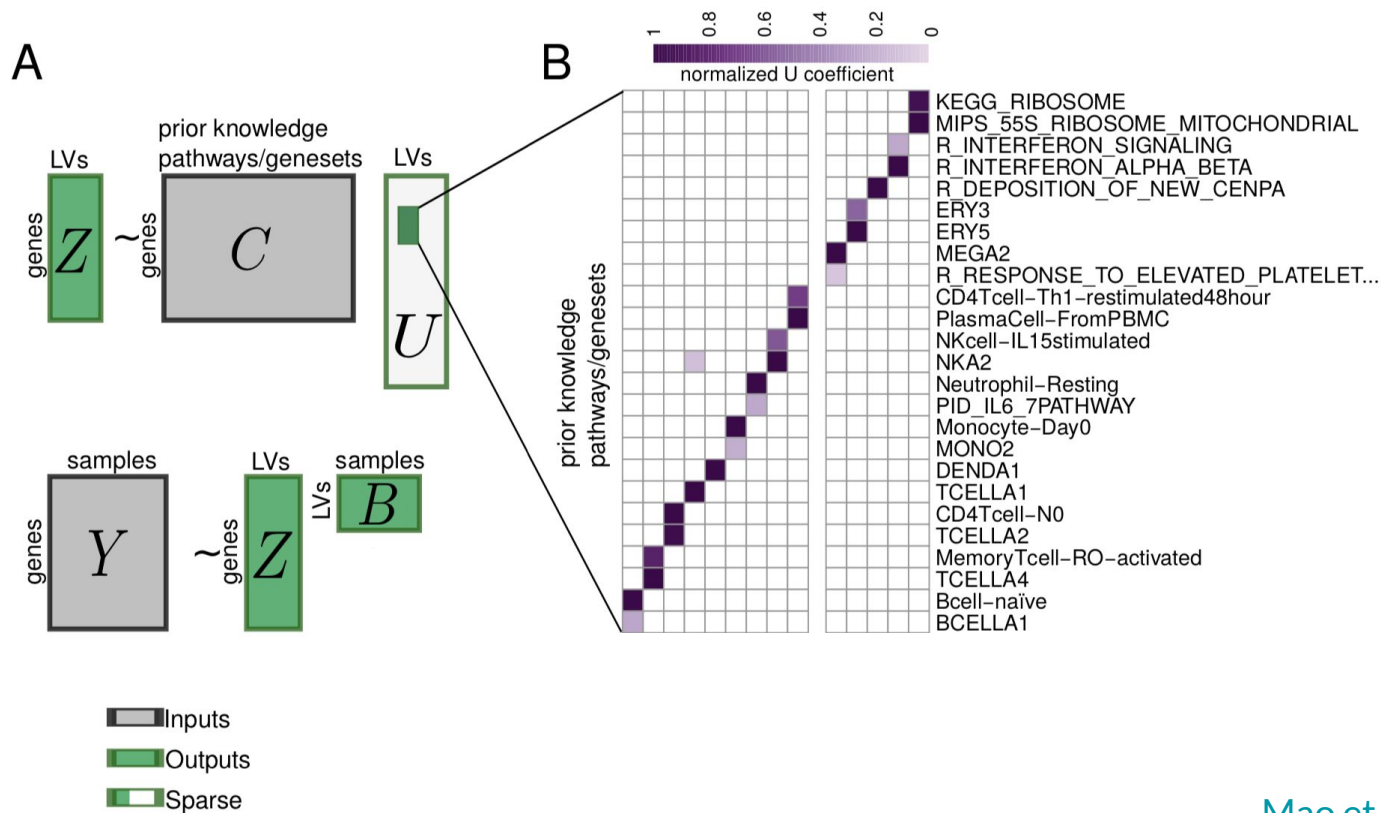 A
prior knowledge
pathways/genesets
LVs
LVs
genes
Z
~
genes
C
U
samples
LVs
samples
genes
Y
~
genes
Z
LVs
B
Inputs
Outputs
Sparse
B
1
0.8
0.6
0.4
0.2
0
normalized U coefficient
prior knowledge
pathways/genesets
KEGG_RIBOSOME
MIPS_55S_RIBOSOME_MITOCHONDRIAL
R_INTERFERON_SIGNALING
R_INTERFERON_ALPHA_BETA
R_DEPOSITION_OF_NEW_CENPA
ERY3
ERY5
MEGA2
R_RESPONSE_TO_ELEVATED_PLATELET...
CD4Tcell−Th1−restimulated48hour
PlasmaCell−FromPBMC
NKcell−IL15stimulated
NKA2
Neutrophil−Resting
PID_IL6_7PATHWAY
Monocyte−Day0
MONO2
DENDA1
TCELLA1
CD4Tcell−N0
TCELLA2
MemoryTcell−RO−activated
TCELLA4
Bcell−naïve
BCELLA1